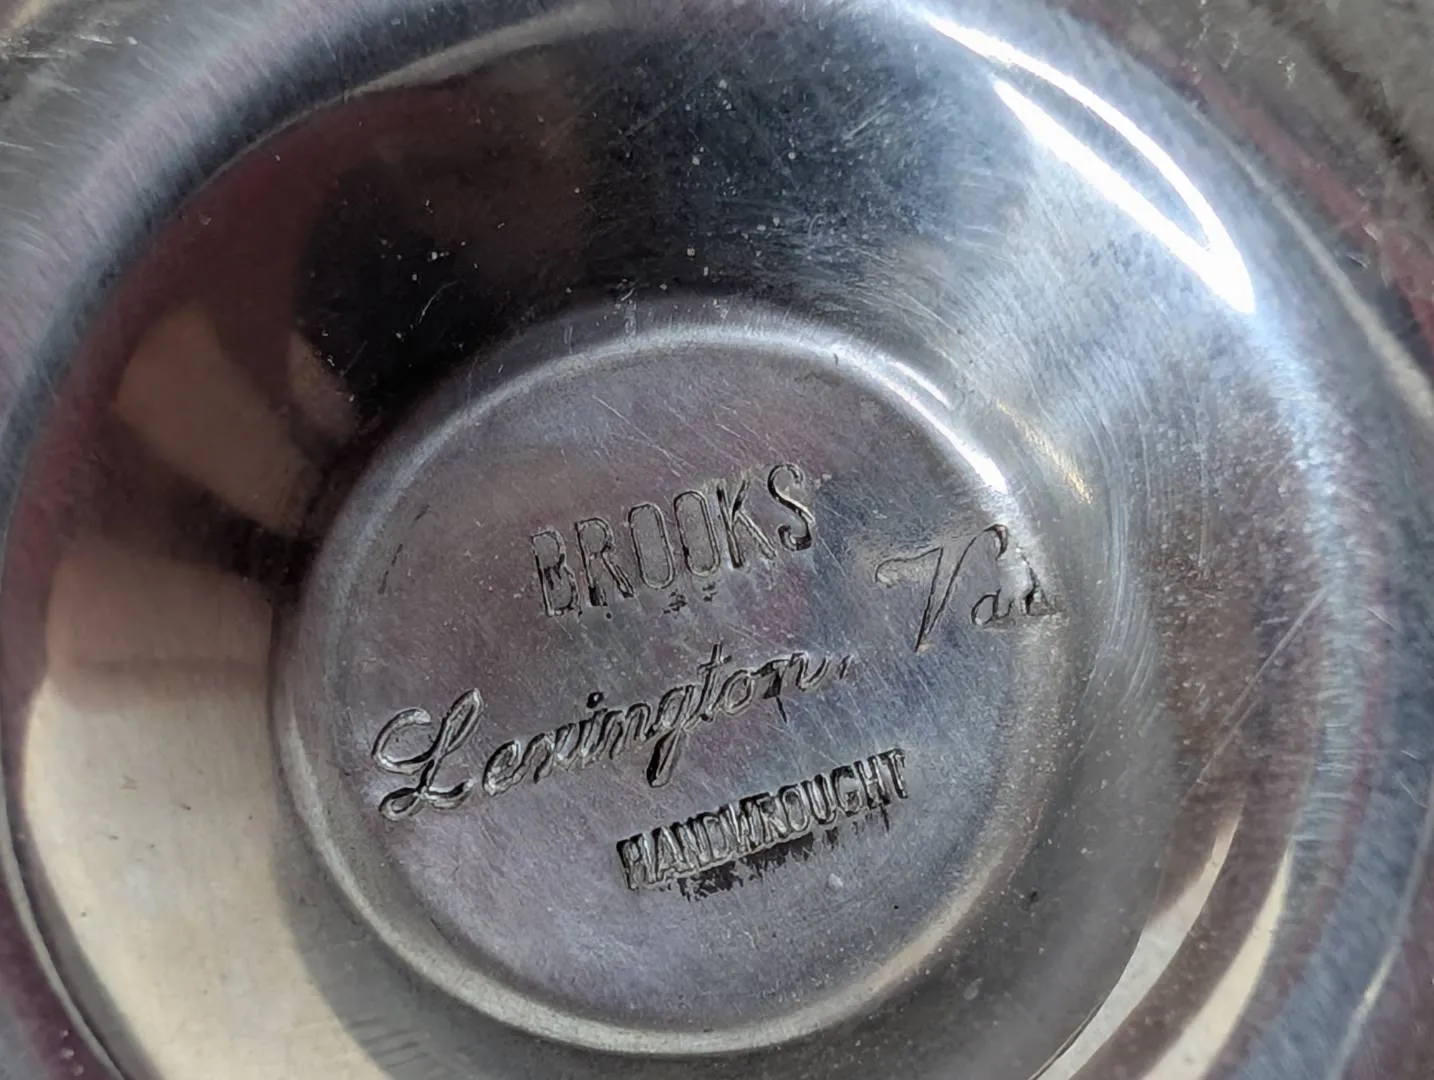 BROOKS
Lexington, Va.
HANDWROUGHT